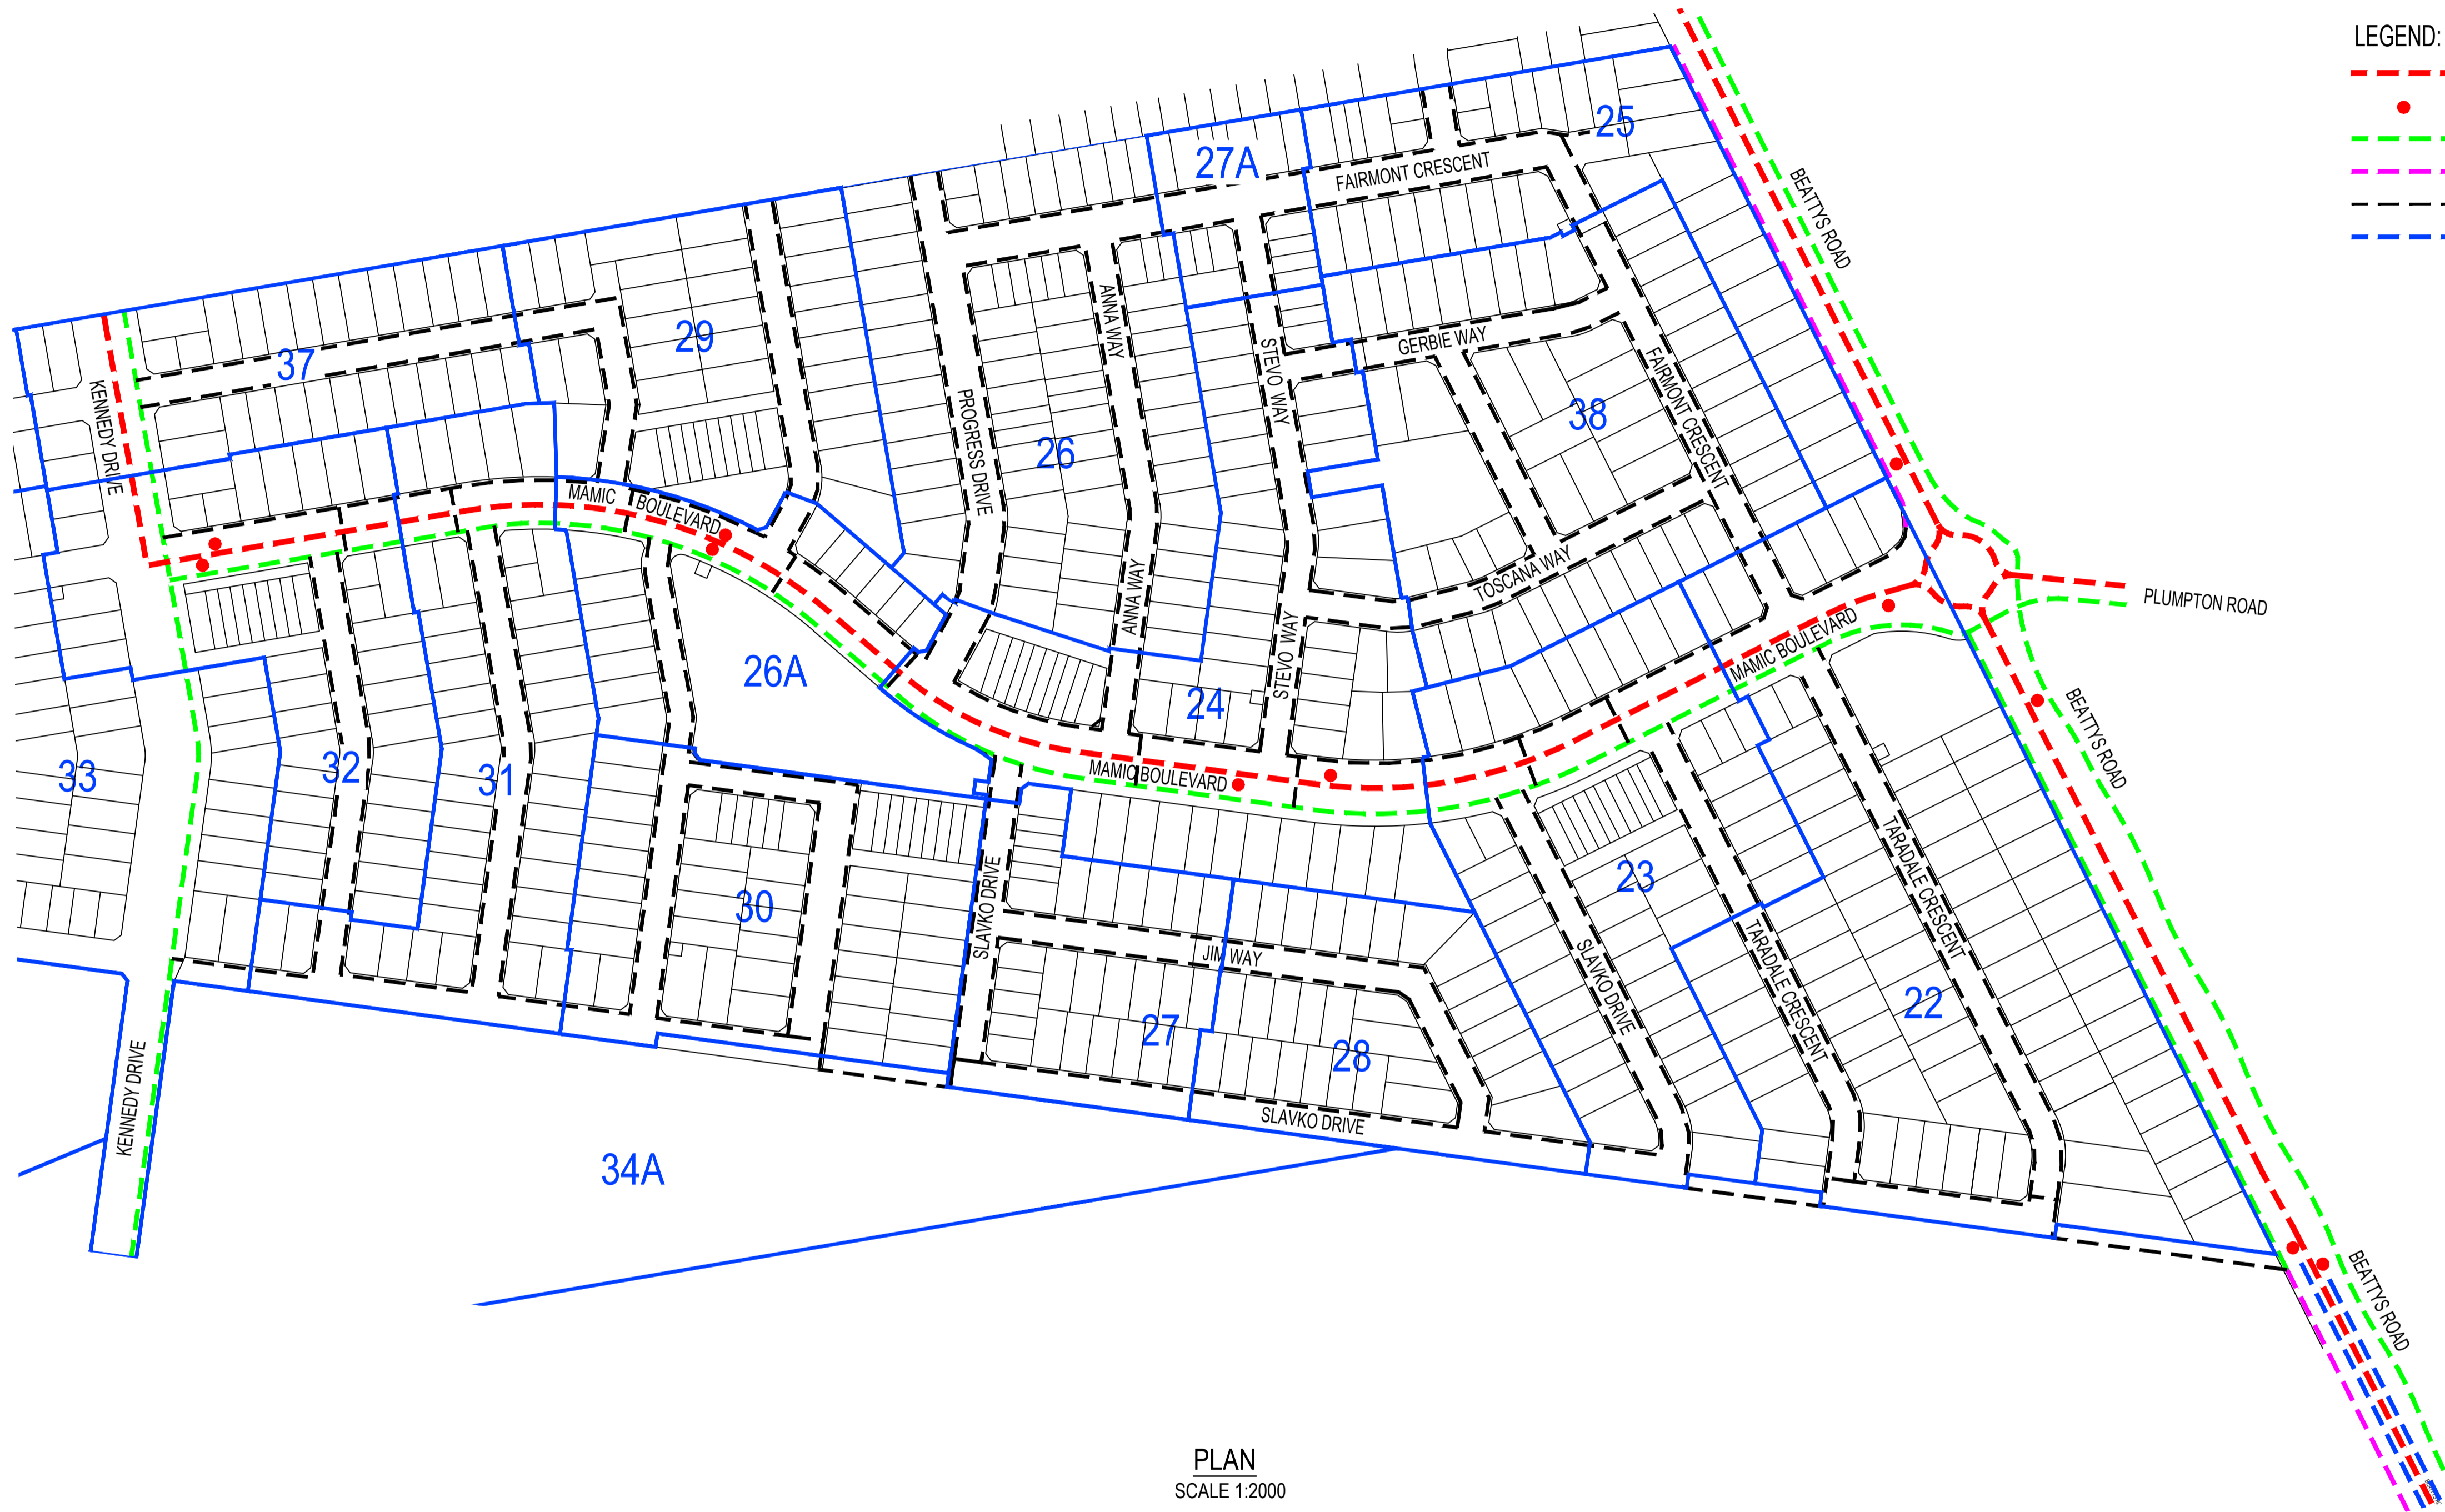 LEGEND:
25
27A
FAIRMONT CRESCENT
BEATTYS ROAD
29
37
KENNEDY DRIVE
ANNA WAY
STEVO WAY
GERBIE WAY
FAIRMONT CRESCENT
38
PROGRESS DRIVE
26
MAMIC
BOULEVARD
TOSCANA WAY
ANNA WAY
STEVO WAY
PLUMPTON ROAD
MAMIC BOULEVARD
26A
24
BEATTYS ROAD
33
32
31
MAMIC BOULEVARD
30
SLAVKO DRIVE
23
TARADALE CRESCENT
JIM WAY
SLAVKO DRIVE
TARADALE CRESCENT
22
27
28
KENNEDY DRIVE
SLAVKO DRIVE
34A
BEATTYS ROAD
PLAN
SCALE 1:2000